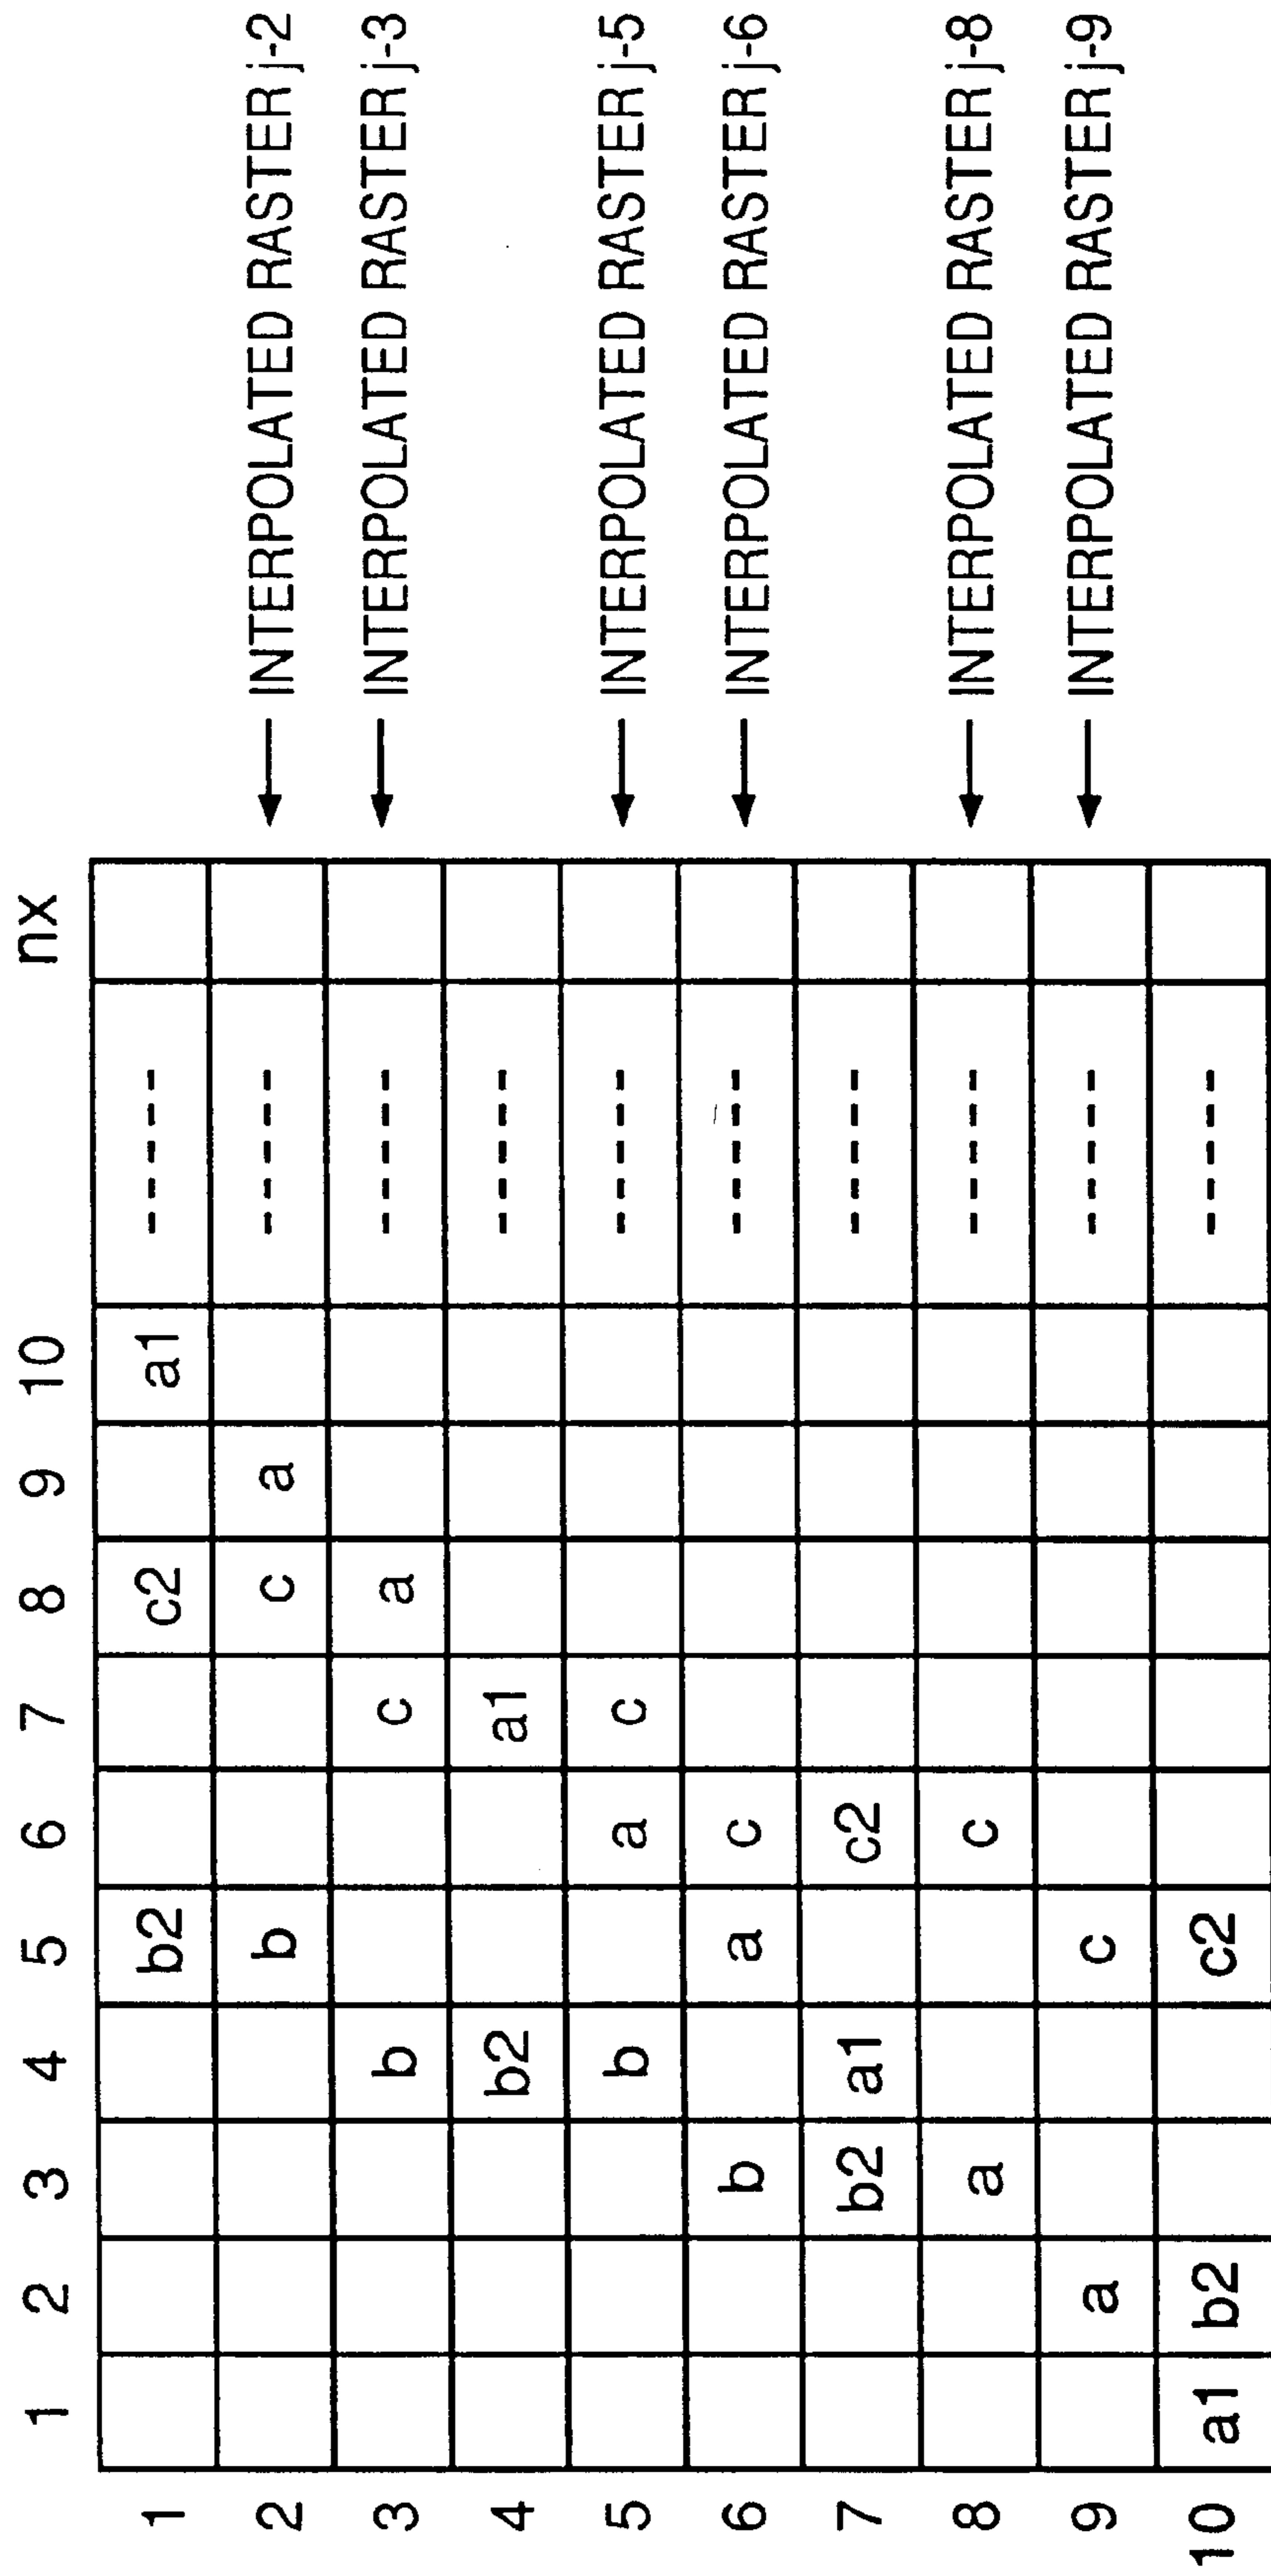 1 2 3 4 5 6 7 8 9 10 nx
1 b2 c2 a1 -----
2 b c a ----- ← INTERPOLATED RASTER j-2
3 b c a ----- ← INTERPOLATED RASTER j-3
4 b2 a1 -----
5 b a c ----- ← INTERPOLATED RASTER j-5
6 b a c ----- ← INTERPOLATED RASTER j-6
7 b2 a1 c2 -----
8 a c ----- ← INTERPOLATED RASTER j-8
9 a c ----- ← INTERPOLATED RASTER j-9
10 a1 b2 c2 -----